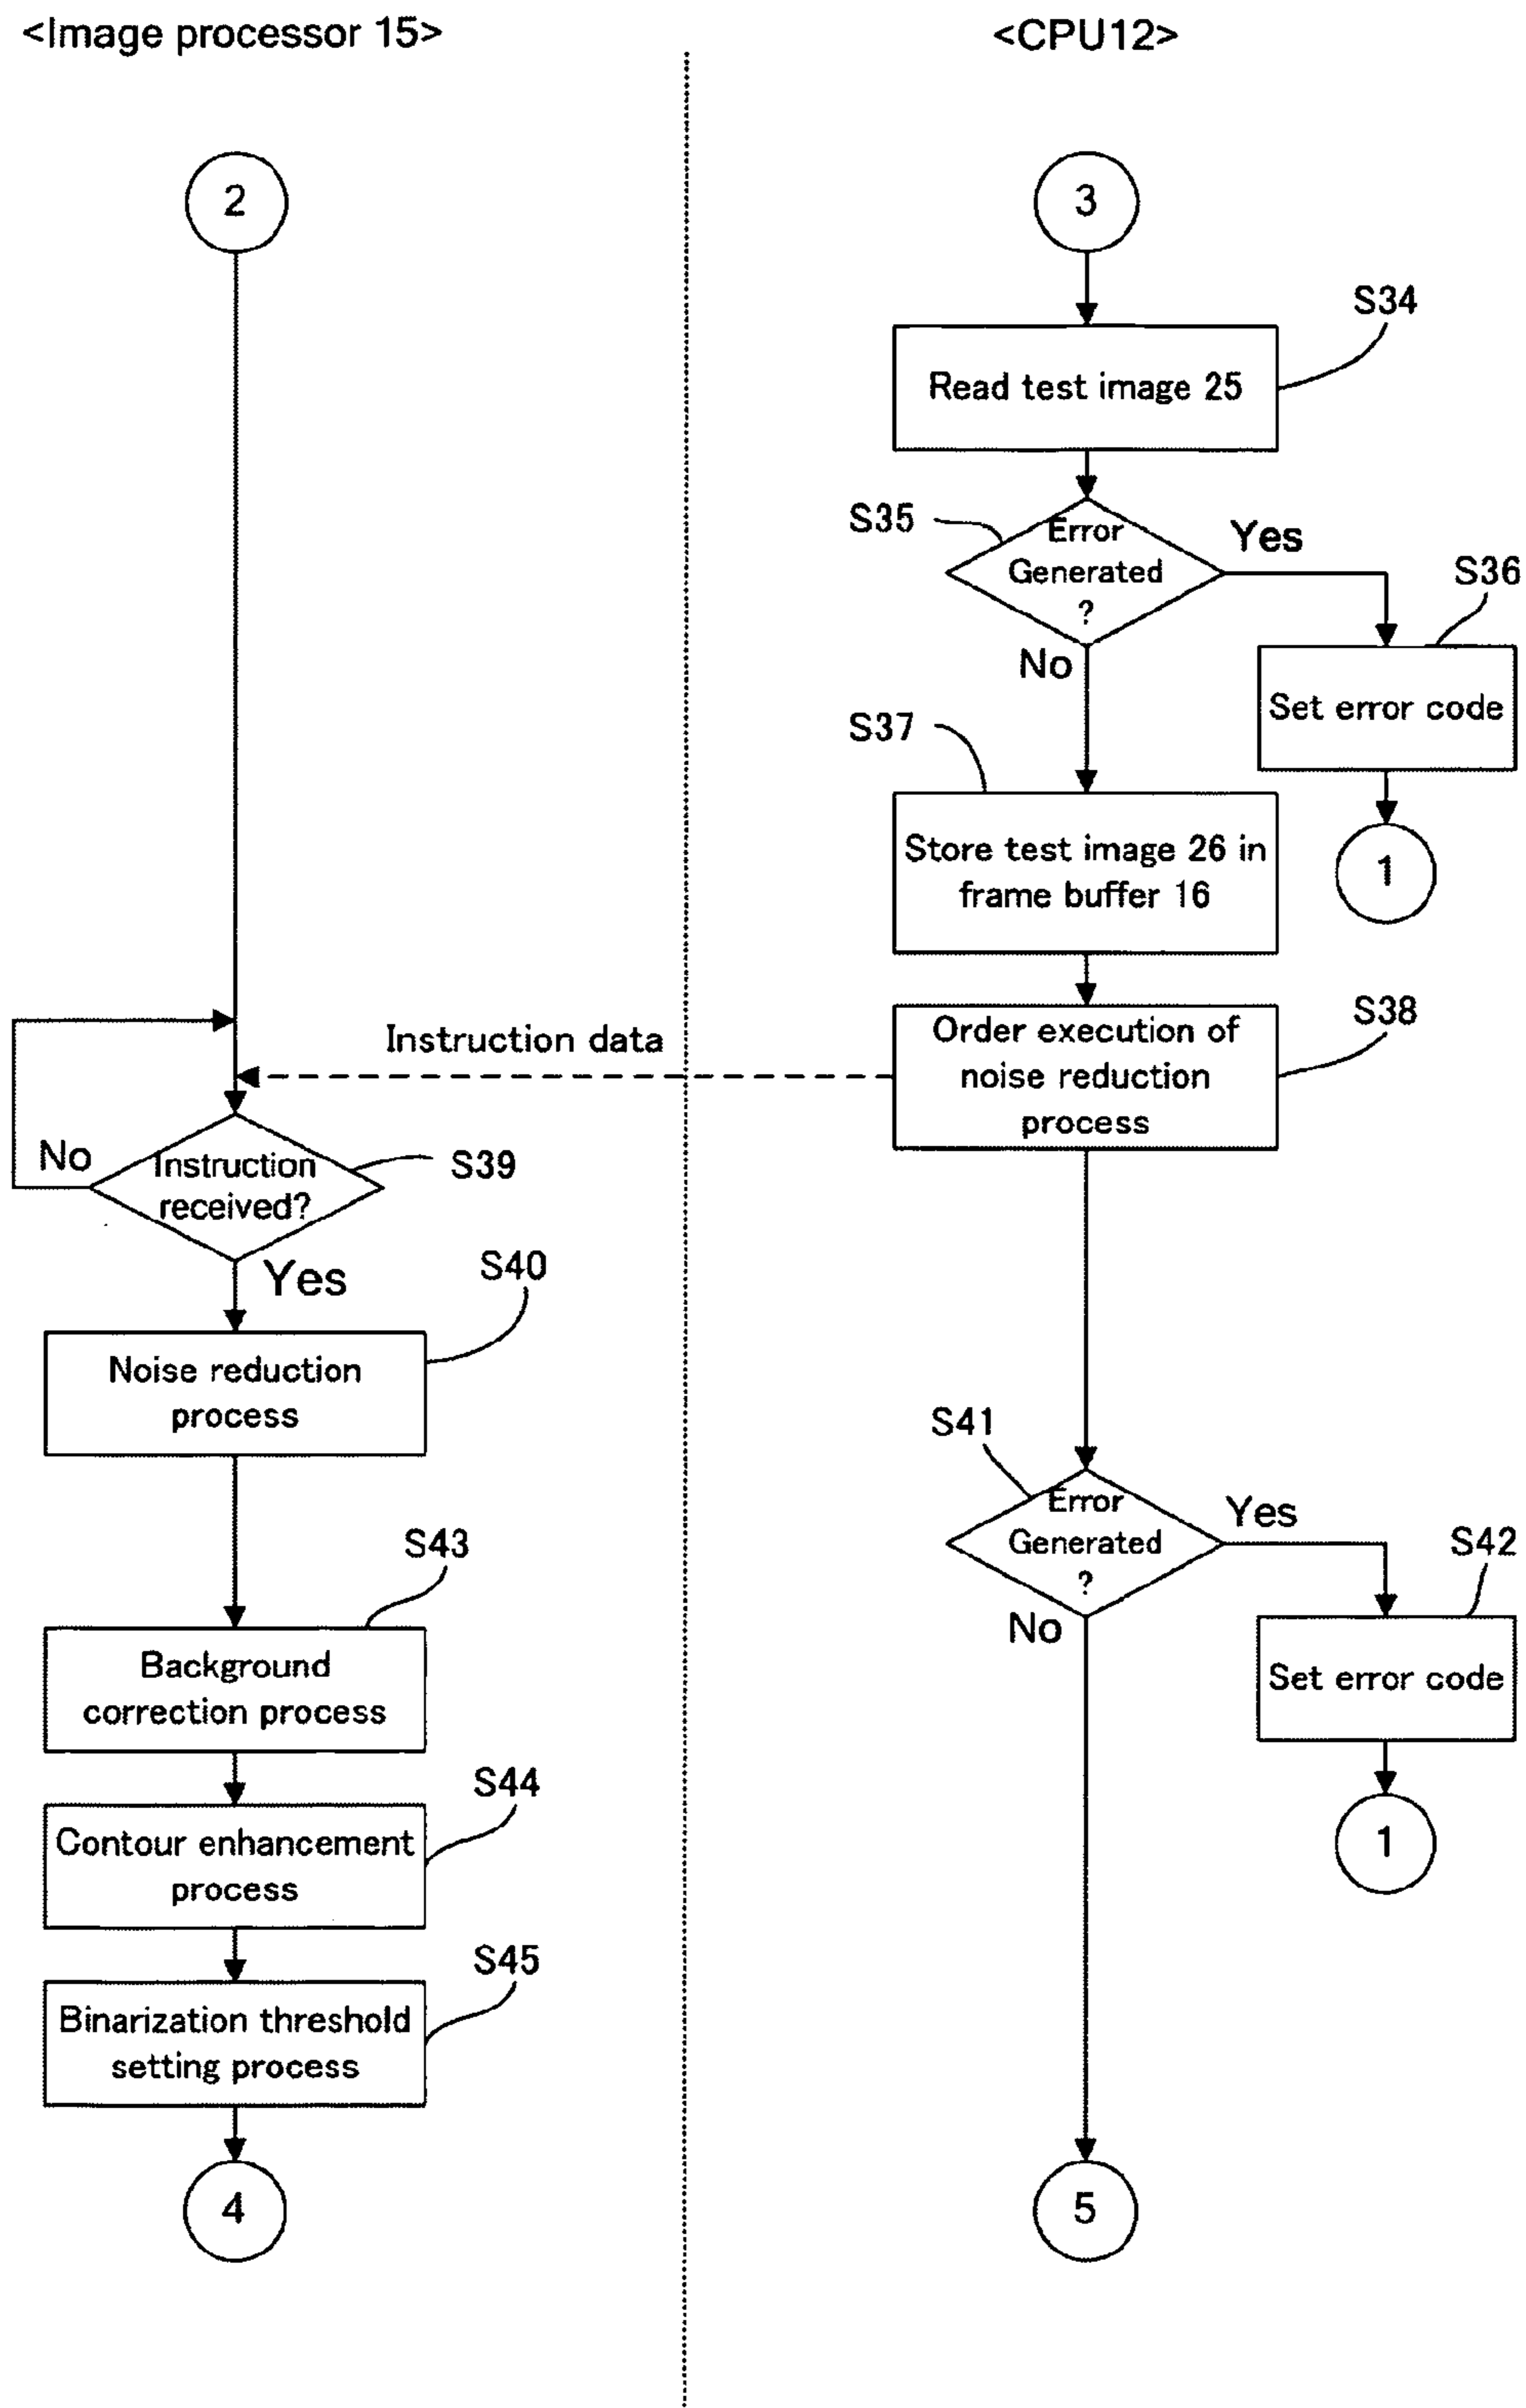 <Image processor 15>
<CPU12>
2
3
S34
Read test image 25
S35
Error
Generated
?
Yes
S36
No
Set error code
S37
Store test image 26 in
frame buffer 16
1
Instruction data
Order execution of
noise reduction
process
S38
No
Instruction
received?
S39
Yes
S40
Noise reduction
process
S41
Error
Generated
?
Yes
S42
No
Set error code
S43
Background
correction process
1
S44
Contour enhancement
process
S45
Binarization threshold
setting process
4
5